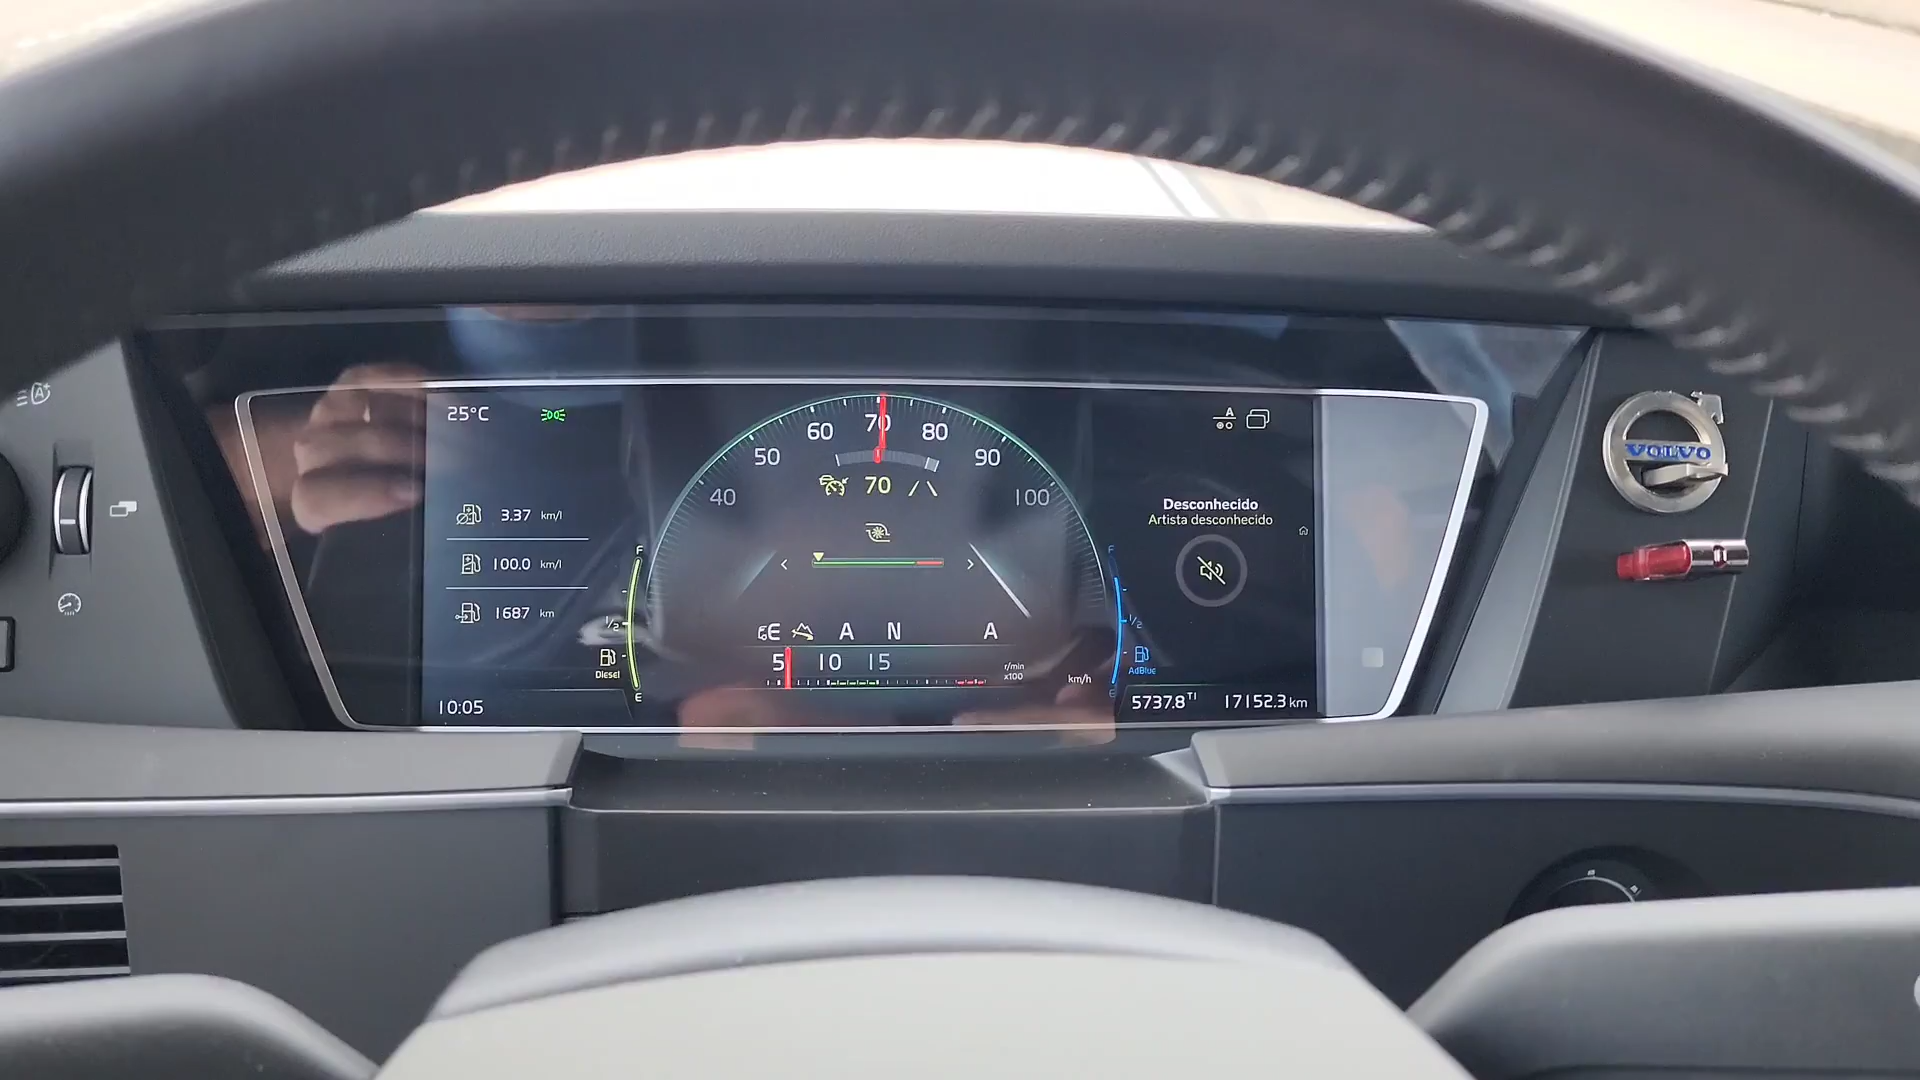 25°C
A
40 50 60 70 80 90 100
70
3.37 km/l
100.0 km/l
1687 km
Desconhecido
Artista desconhecido
F
1/2
Diesel
E
F
1/2
AdBlue
E
E A N A
5 10 15
r/min
x100
km/h
10:05
5737.8 TI 17152.3 km
VOLVO
A